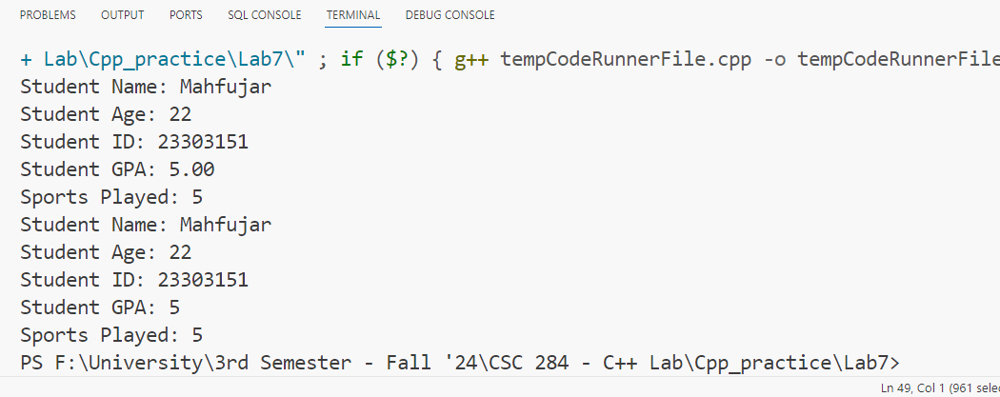 PROBLEMS OUTPUT PORTS SQL CONSOLE TERMINAL DEBUG CONSOLE
+ Lab\Cpp_practice\Lab7\" ; if ($?) { g++ tempCodeRunnerFile.cpp -o tempCodeRunnerFile
Student Name: Mahfujar
Student Age: 22
Student ID: 23303151
Student GPA: 5.00
Sports Played: 5
Student Name: Mahfujar
Student Age: 22
Student ID: 23303151
Student GPA: 5
Sports Played: 5
PS F:\University\3rd Semester - Fall '24\CSC 284 - C++ Lab\Cpp_practice\Lab7>
Ln 49, Col 1 (961 selec